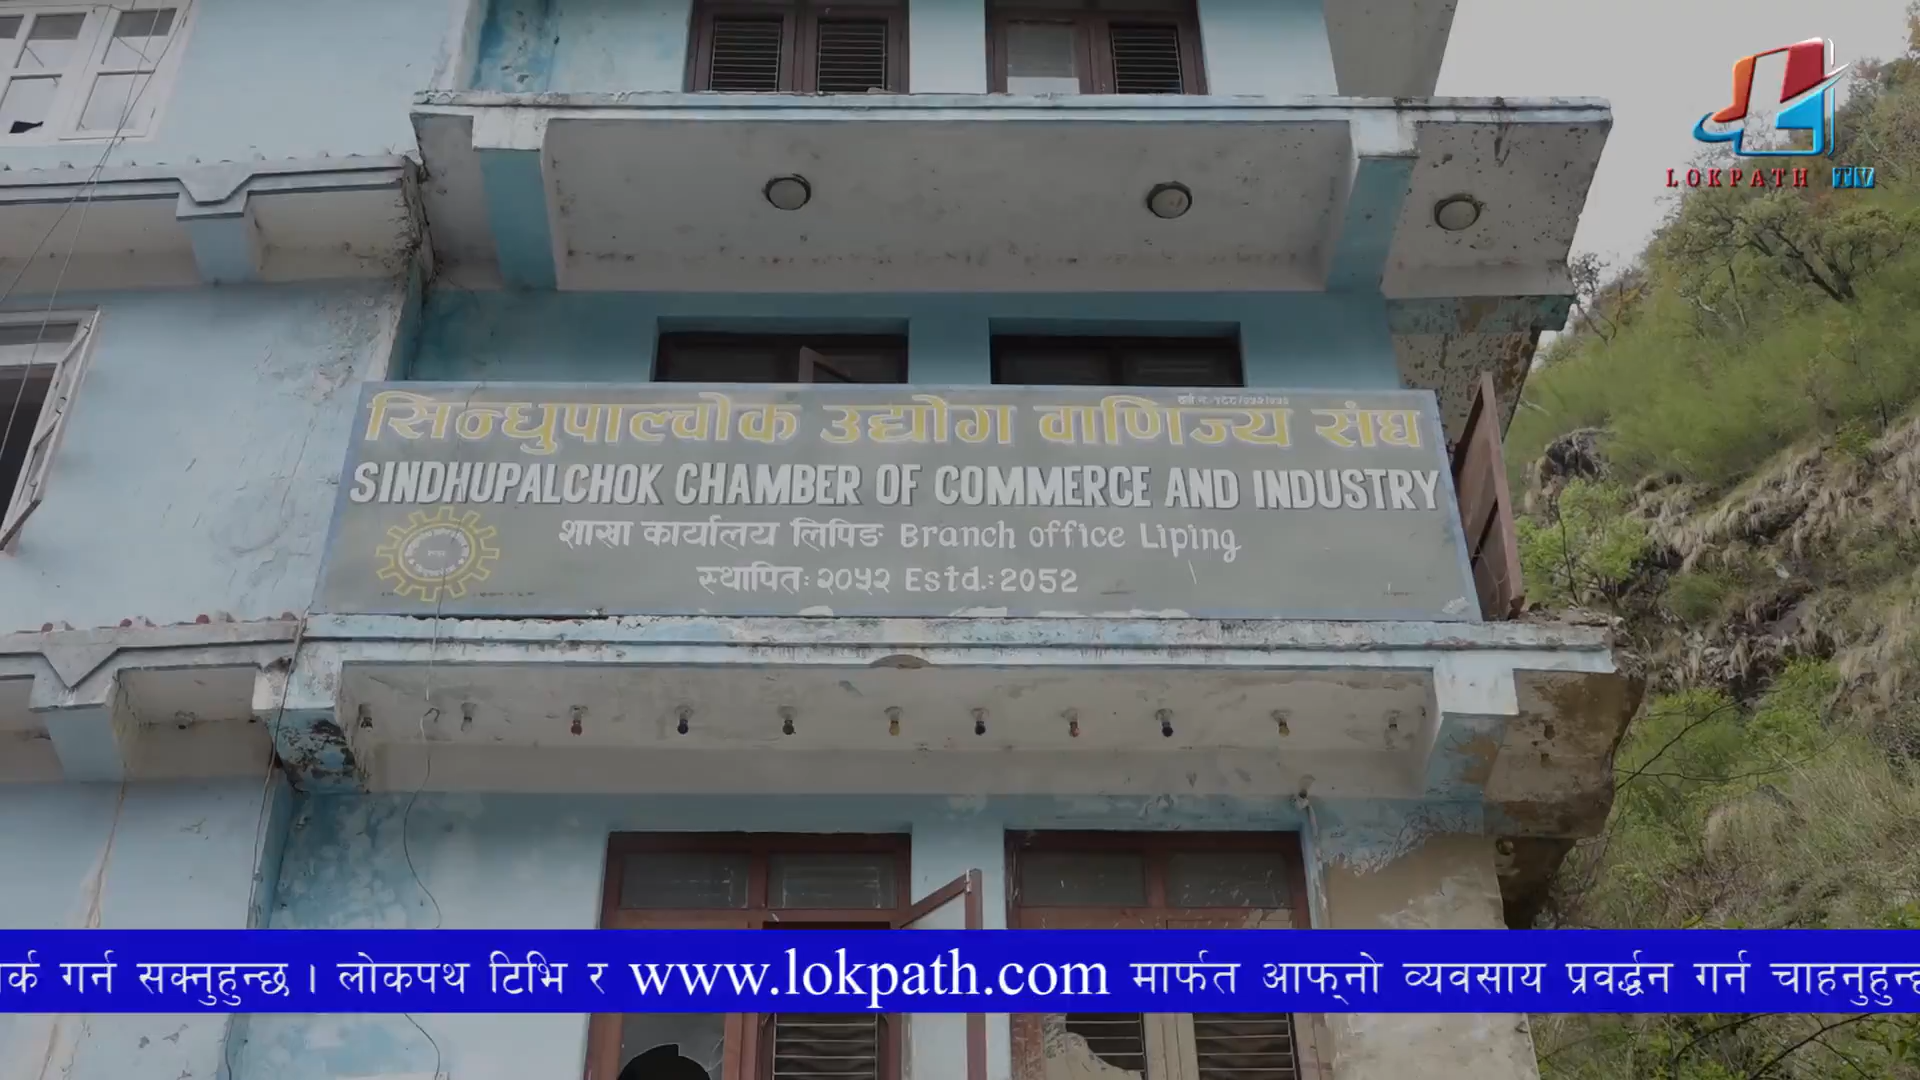 LOKPATH TV
सिन्धुपाल्चोक उद्योग वाणिज्य संघ
SINDHUPALCHOK CHAMBER OF COMMERCE AND INDUSTRY
शाखा कार्यालय लिपिङ Branch office Liping
स्थापित: २०५२ Estd.: 2052
र्क गर्न सक्नुहुन्छ । लोकपथ टिभि र www.lokpath.com मार्फत आफ्नो व्यवसाय प्रवर्द्धन गर्न चाहनुहुन्छ